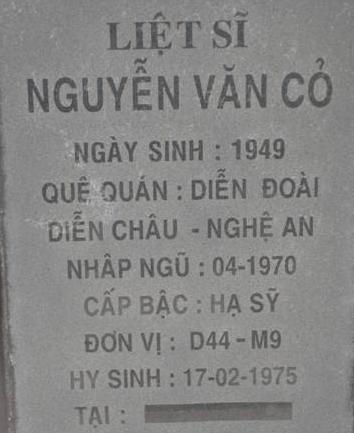 LIỆT SĨ
NGUYỄN VĂN CỎ
NGÀY SINH : 1949
QUÊ QUÁN : DIỄN ĐOÀI
DIỄN CHÂU - NGHỆ AN
NHẬP NGŨ : 04-1970
CẤP BẬC : HẠ SỸ
ĐƠN VỊ : D44 - M9
HY SINH : 17-02-1975
TẠI :